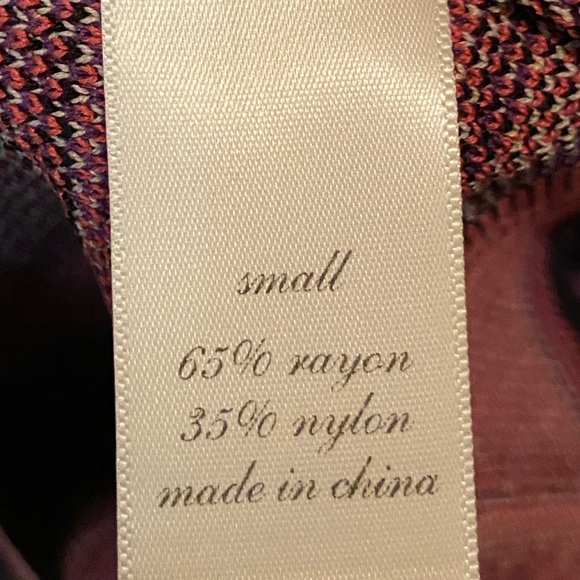 small
65% rayon
35% nylon
made in china